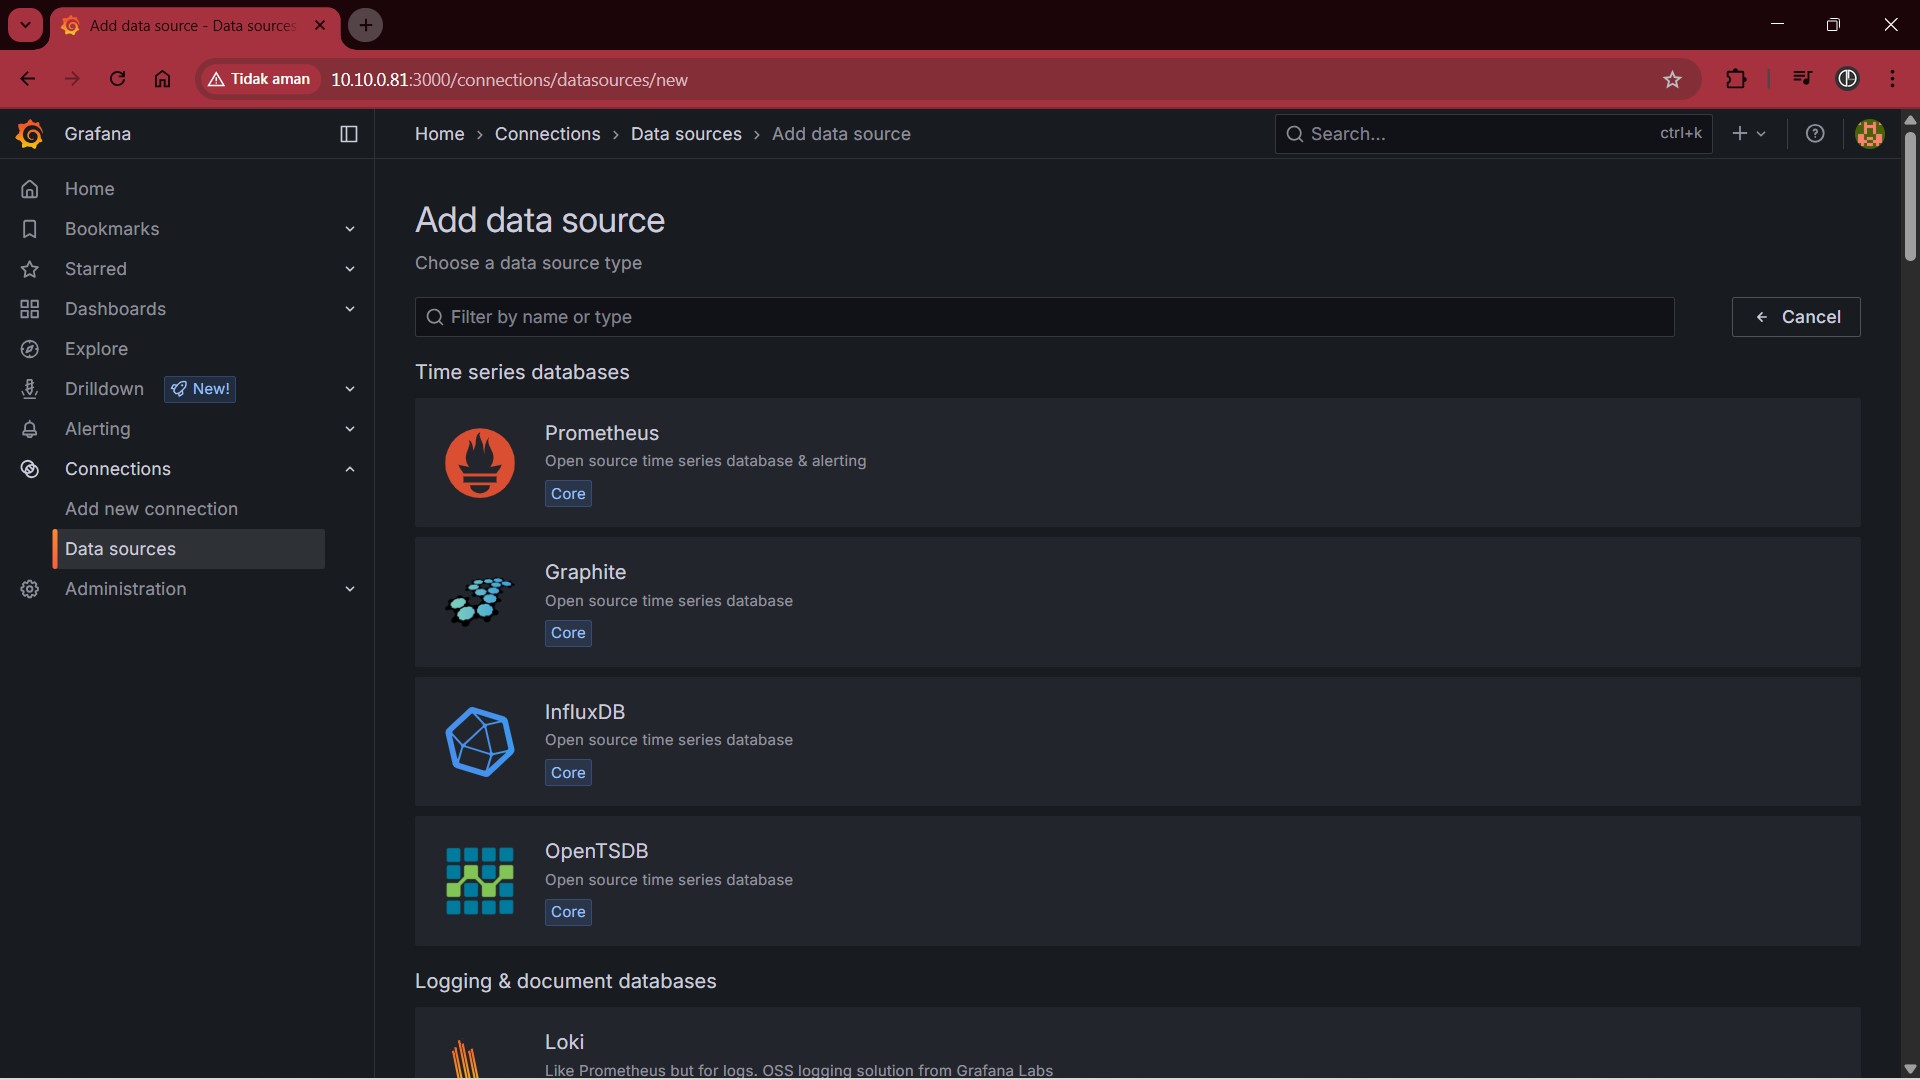 Add data source - Data sources
Tidak aman
10.10.0.81:3000/connections/datasources/new
Grafana
Home
Connections
Data sources
Add data source
Search...
ctrl+k
Home
Bookmarks
Starred
Dashboards
Explore
Drilldown
New!
Alerting
Connections
Add new connection
Data sources
Administration
Add data source
Choose a data source type
Filter by name or type
Cancel
Time series databases
Prometheus
Open source time series database & alerting
Core
Graphite
Open source time series database
Core
InfluxDB
Open source time series database
Core
OpenTSDB
Open source time series database
Core
Logging & document databases
Loki
Like Prometheus but for logs. OSS logging solution from Grafana Labs